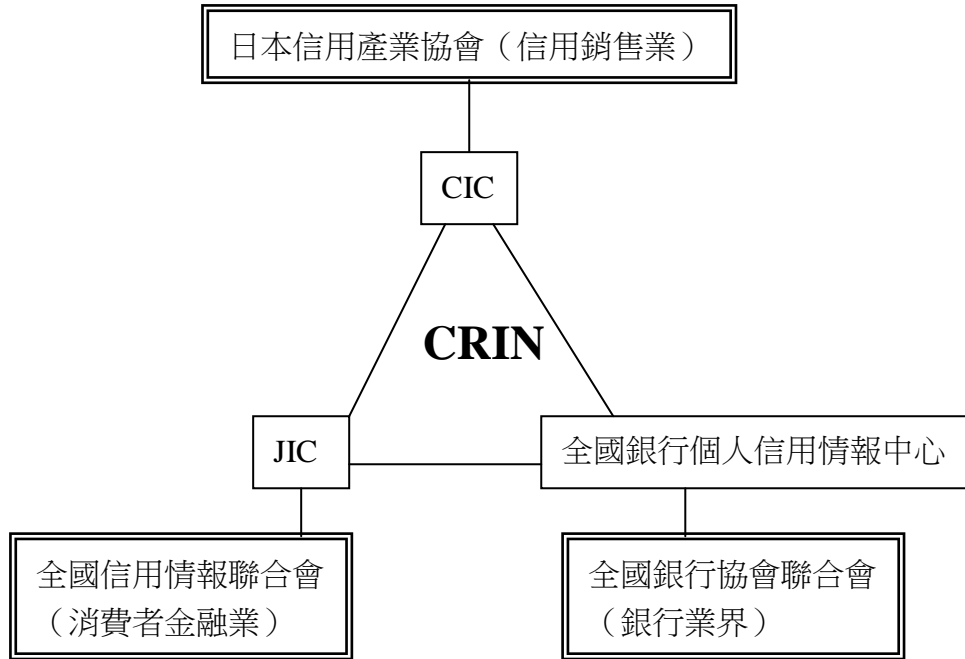 日本信用產業協會（信用銷售業）
CIC
CRIN
JIC
全國銀行個人信用情報中心
全國信用情報聯合會
（消費者金融業）
全國銀行協會聯合會
（銀行業界）